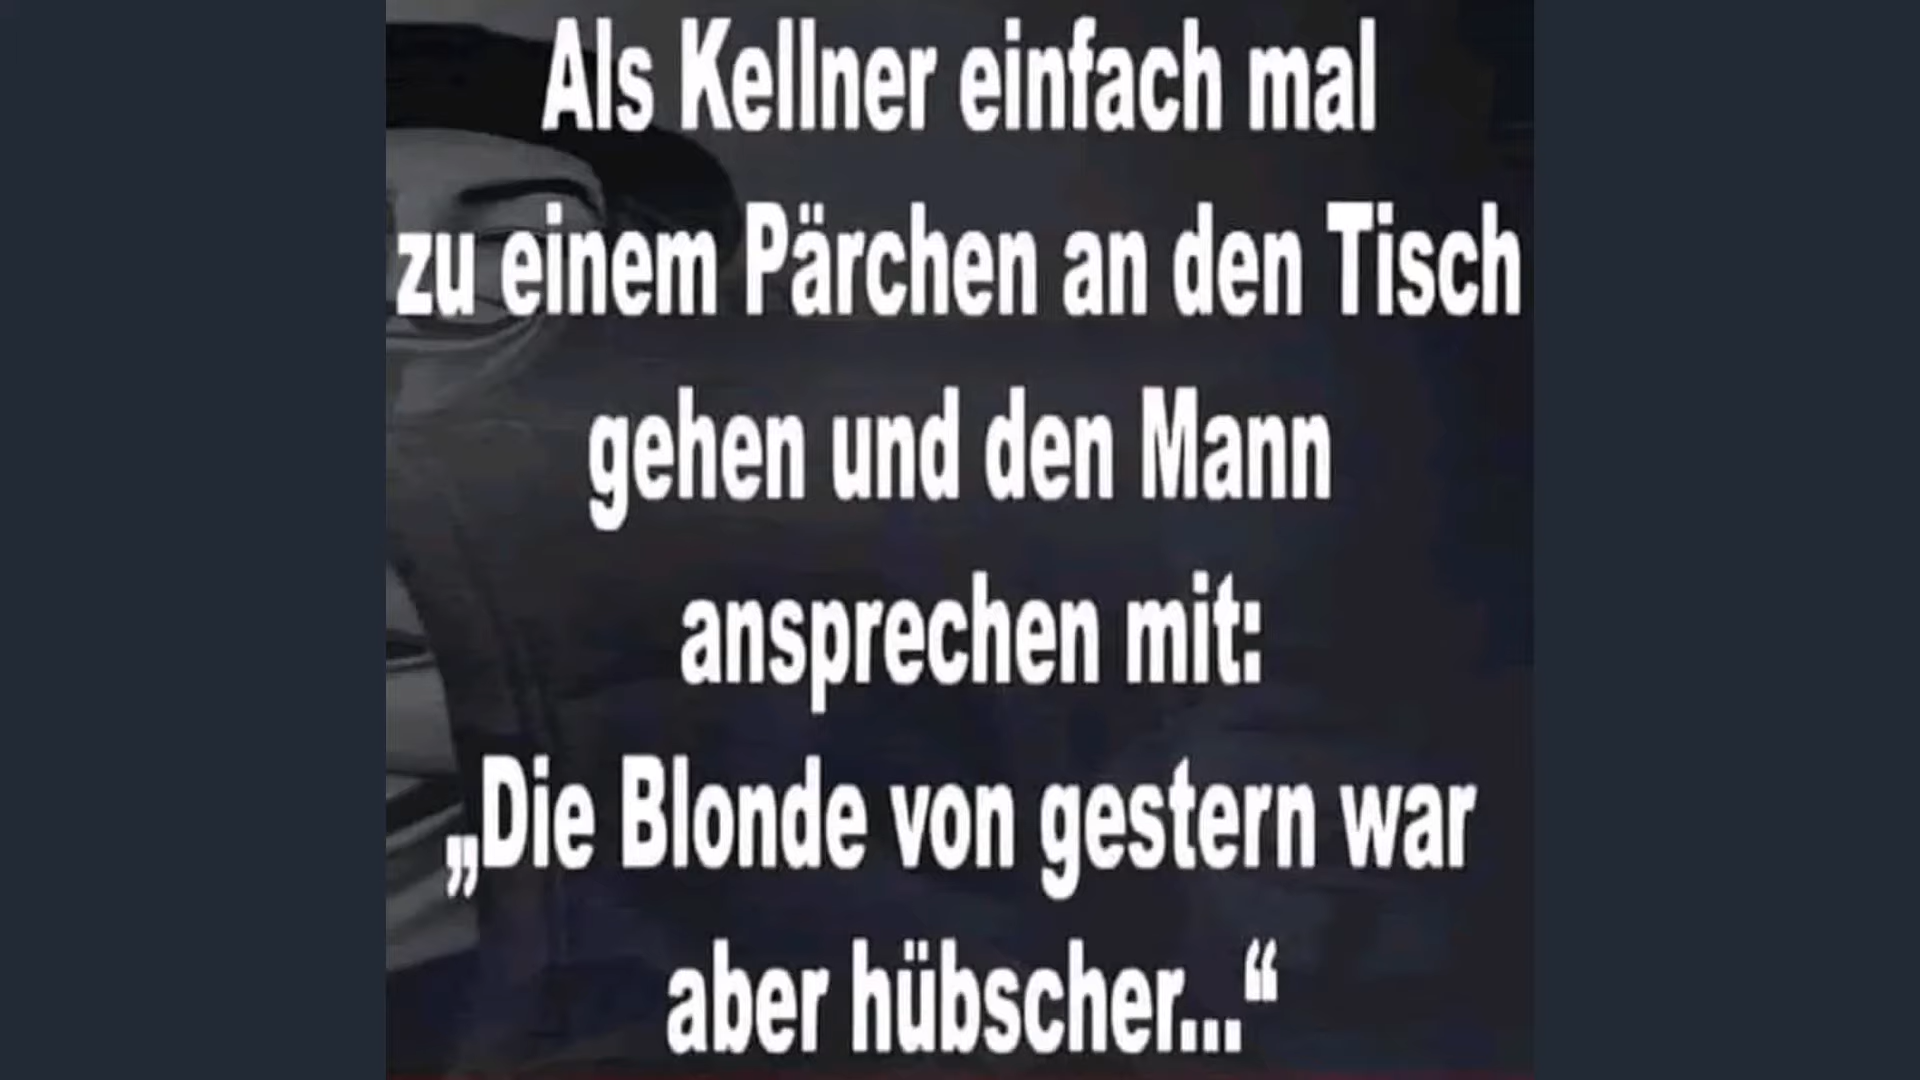 Als Kellner einfach mal
zu einem Pärchen an den Tisch
gehen und den Mann
ansprechen mit:
„Die Blonde von gestern war
aber hübscher...“